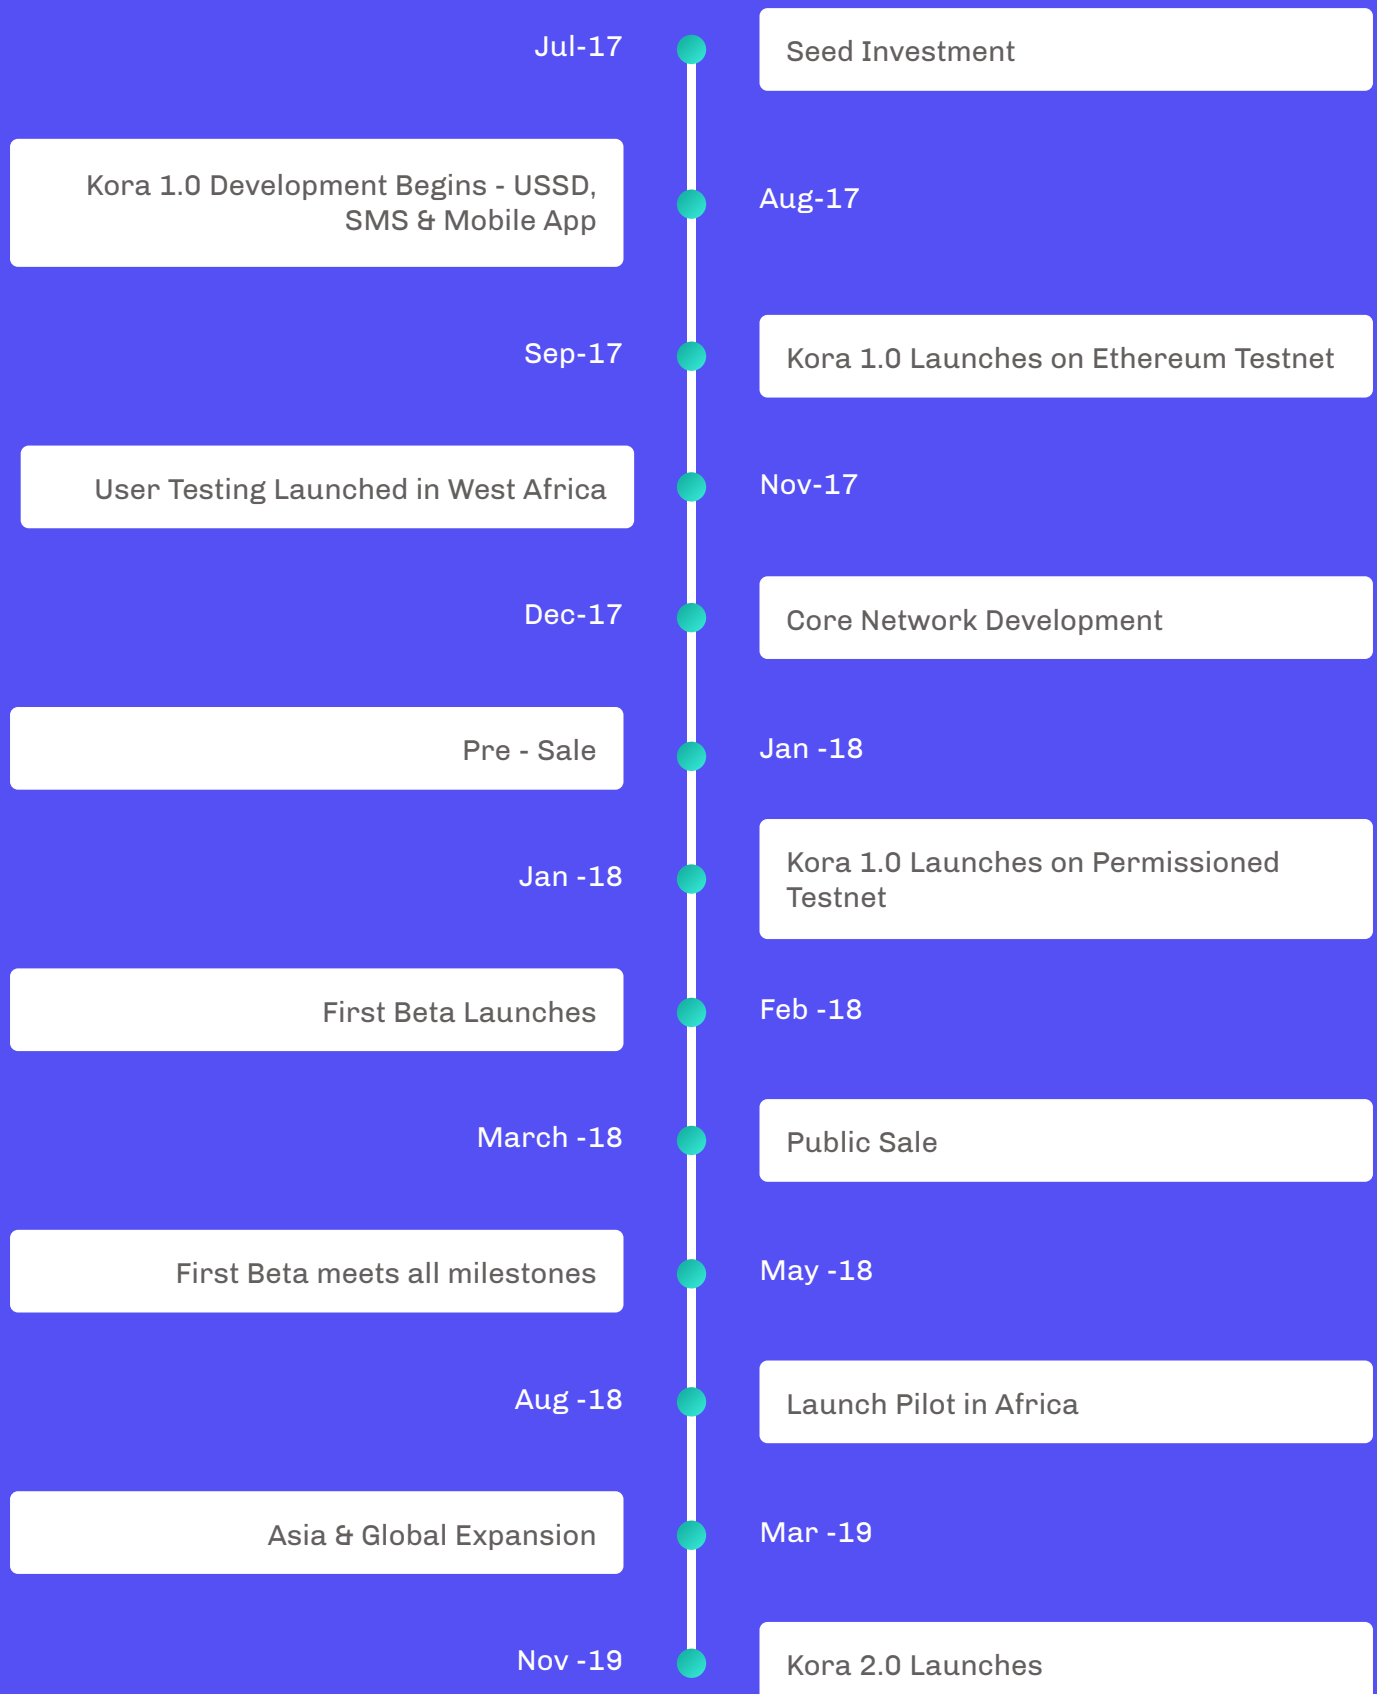 Jul-17
Seed Investment
Kora 1.0 Development Begins - USSD,
SMS & Mobile App
Aug-17
Sep-17
Kora 1.0 Launches on Ethereum Testnet
User Testing Launched in West Africa
Nov-17
Dec-17
Core Network Development
Pre - Sale
Jan -18
Jan -18
Kora 1.0 Launches on Permissioned
Testnet
First Beta Launches
Feb -18
March -18
Public Sale
First Beta meets all milestones
May -18
Aug -18
Launch Pilot in Africa
Asia & Global Expansion
Mar -19
Nov -19
Kora 2.0 Launches